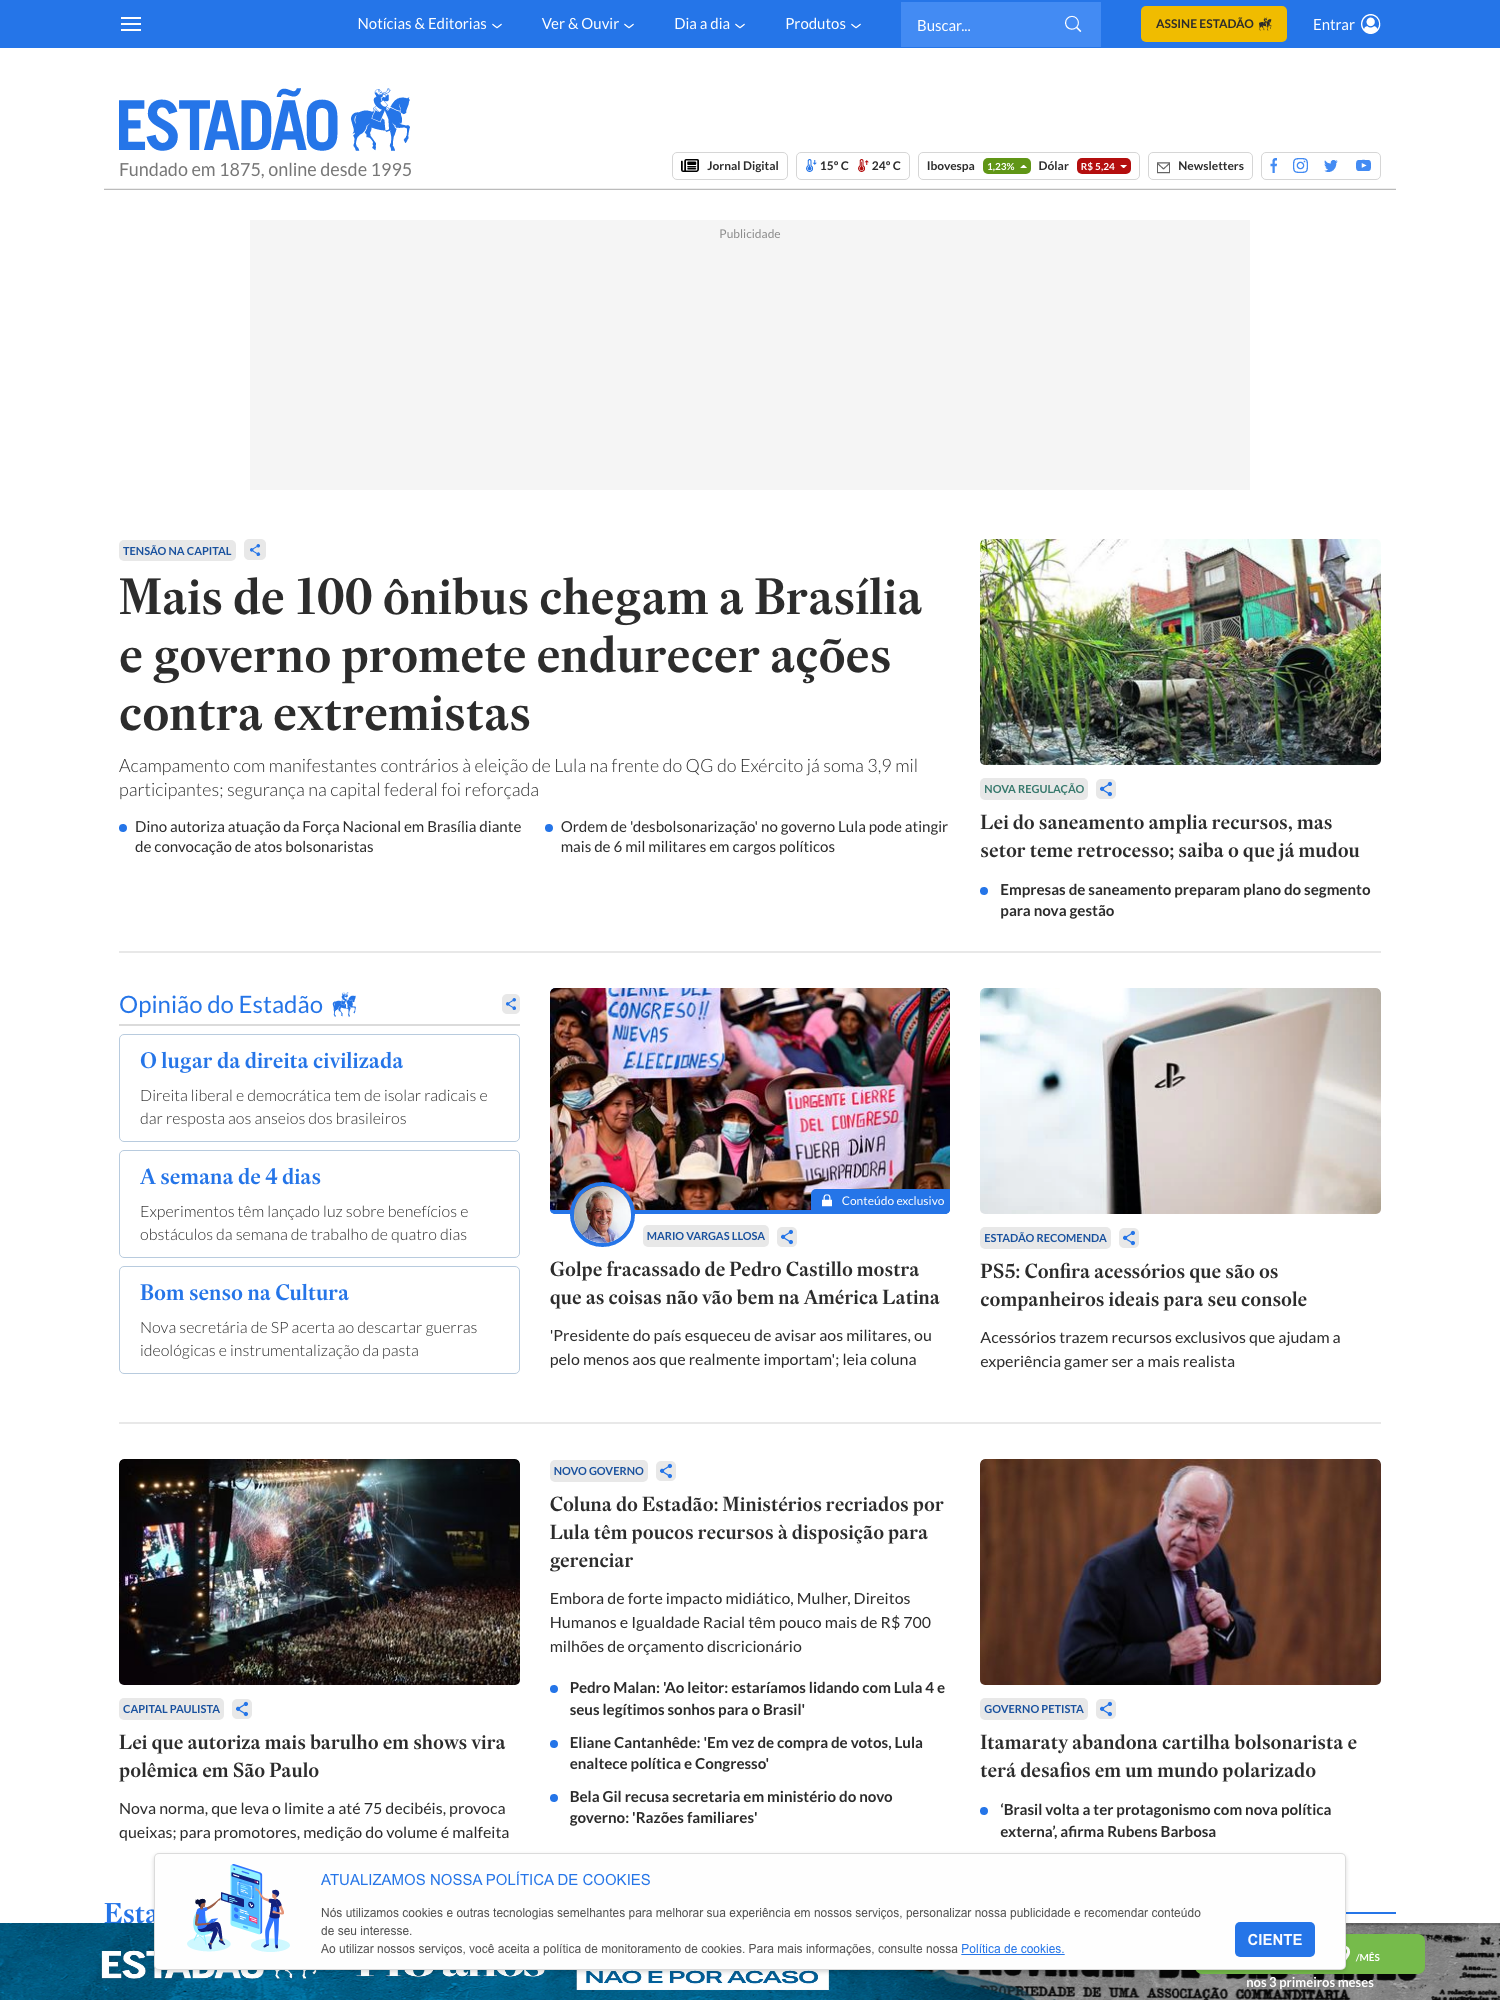 Notícias & Editorias
Ver & Ouvir
Dia a dia
Produtos
Buscar...
ASSINE ESTADÃO
Entrar
ESTADÃO
Fundado em 1875, online desde 1995
Jornal Digital
15º C 24º C
Ibovespa 1,23% Dólar R$ 5,24
Newsletters
Publicidade
TENSÃO NA CAPITAL
Mais de 100 ônibus chegam a Brasília
e governo promete endurecer ações
contra extremistas
Acampamento com manifestantes contrários à eleição de Lula na frente do QG do Exército já soma 3,9 mil
participantes; segurança na capital federal foi reforçada
Dino autoriza atuação da Força Nacional em Brasília diante
de convocação de atos bolsonaristas
Ordem de 'desbolsonarização' no governo Lula pode atingir
mais de 6 mil militares em cargos políticos
NOVA REGULAÇÃO
Lei do saneamento amplia recursos, mas
setor teme retrocesso; saiba o que já mudou
Empresas de saneamento preparam plano do segmento
para nova gestão
Opinião do Estadão
O lugar da direita civilizada
Direita liberal e democrática tem de isolar radicais e
dar resposta aos anseios dos brasileiros
A semana de 4 dias
Experimentos têm lançado luz sobre benefícios e
obstáculos da semana de trabalho de quatro dias
Bom senso na Cultura
Nova secretária de SP acerta ao descartar guerras
ideológicas e instrumentalização da pasta
CIERRE DEL
CONGRESO!!
NUEVAS
ELECCIONES!
¡URGENTE CIERRE
DEL CONGRESO
FUERA DINA
USURPADORA!
Conteúdo exclusivo
MARIO VARGAS LLOSA
Golpe fracassado de Pedro Castillo mostra
que as coisas não vão bem na América Latina
'Presidente do país esqueceu de avisar aos militares, ou
pelo menos aos que realmente importam'; leia coluna
ESTADÃO RECOMENDA
PS5: Confira acessórios que são os
companheiros ideais para seu console
Acessórios trazem recursos exclusivos que ajudam a
experiência gamer ser a mais realista
CAPITAL PAULISTA
Lei que autoriza mais barulho em shows vira
polêmica em São Paulo
Nova norma, que leva o limite a até 75 decibéis, provoca
queixas; para promotores, medição do volume é malfeita
NOVO GOVERNO
Coluna do Estadão: Ministérios recriados por
Lula têm poucos recursos à disposição para
gerenciar
Embora de forte impacto midiático, Mulher, Direitos
Humanos e Igualdade Racial têm pouco mais de R$ 700
milhões de orçamento discricionário
Pedro Malan: 'Ao leitor: estaríamos lidando com Lula 4 e
seus legítimos sonhos para o Brasil'
Eliane Cantanhêde: 'Em vez de compra de votos, Lula
enaltece política e Congresso'
Bela Gil recusa secretaria em ministério do novo
governo: 'Razões familiares'
GOVERNO PETISTA
Itamaraty abandona cartilha bolsonarista e
terá desafios em um mundo polarizado
‘Brasil volta a ter protagonismo com nova política
externa’, afirma Rubens Barbosa
ATUALIZAMOS NOSSA POLÍTICA DE COOKIES
Nós utilizamos cookies e outras tecnologias semelhantes para melhorar sua experiência em nossos serviços, personalizar nossa publicidade e recomendar conteúdo
de seu interesse.
Ao utilizar nossos serviços, você aceita a política de monitoramento de cookies. Para mais informações, consulte nossa Política de cookies.
CIENTE
Esta
NÃO É POR ACASO
/MÊS
nos 3 primeiros meses
PROPRIEDADE DE UMA ASSOCIAÇÃO COMMANDITARIA